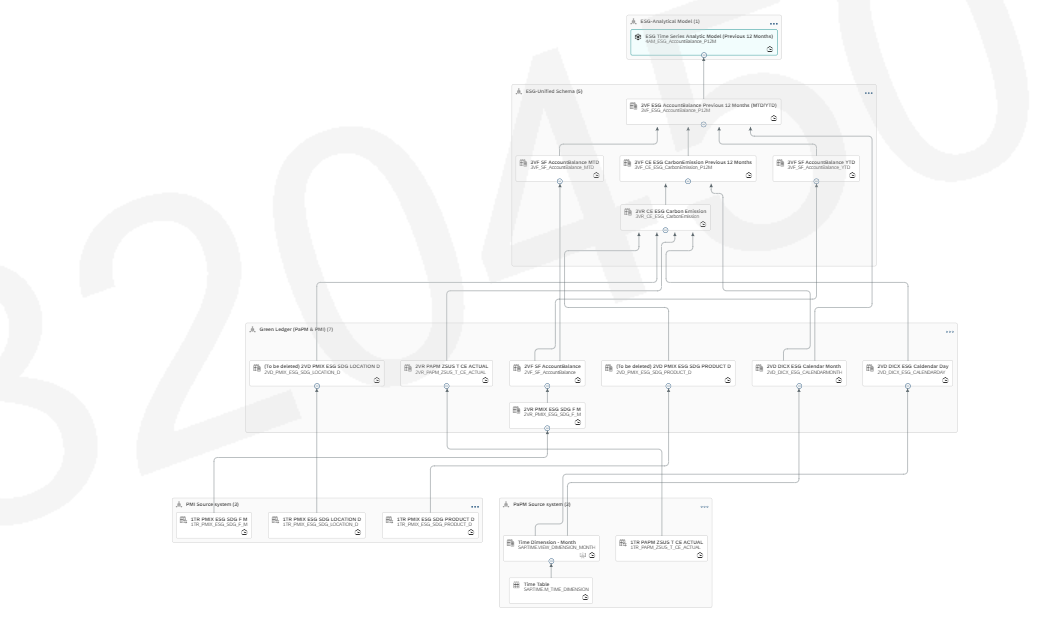 ESG-Analytical Model (1)
ESG Time Series Analytic Model (Previous 12 Months)
4AM_ESG_AccountBalance_P12M
ESG-Unified Schema (5)
3VF ESG AccountBalance Previous 12 Months (MTD/YTD)
3VF_ESG_AccountBalance_P12M
3VF SF AccountBalance MTD
3VF_SF_AccountBalance_MTD
3VF CE ESG CarbonEmission Previous 12 Months
3VF_CE_ESG_CarbonEmission_P12M
3VF SF AccountBalance YTD
3VF_SF_AccountBalance_YTD
3VR CE ESG Carbon Emission
3VR_CE_ESG_CarbonEmission
Green Ledger (PaPM & PMI) (7)
(To be deleted) 2VD PMIX ESG SDG LOCATION D
2VD_PMIX_ESG_SDG_LOCATION_D
2VR PAPM ZSUS T CE ACTUAL
2VR_PAPM_ZSUS_T_CE_ACTUAL
2VF SF AccountBalance
2VF_SF_AccountBalance
(To be deleted) 2VD PMIX ESG SDG PRODUCT D
2VD_PMIX_ESG_SDG_PRODUCT_D
2VD DICX ESG Calendar Month
2VD_DICX_ESG_CALENDARMONTH
2VD DICX ESG Caldendar Day
2VD_DICX_ESG_CALENDARDAY
2VR PMIX ESG SDG F M
2VR_PMIX_ESG_SDG_F_M
PMI Source system (3)
1TR PMIX ESG SDG F M
1TR_PMIX_ESG_SDG_F_M
1TR PMIX ESG SDG LOCATION D
1TR_PMIX_ESG_SDG_LOCATION_D
1TR PMIX ESG SDG PRODUCT D
1TR_PMIX_ESG_SDG_PRODUCT_D
PaPM Source system (3)
Time Dimension - Month
SAP.TIME.VIEW_DIMENSION_MONTH
1TR PAPM ZSUS T CE ACTUAL
1TR_PAPM_ZSUS_T_CE_ACTUAL
Time Table
SAP.TIME.M_TIME_DIMENSION
320450